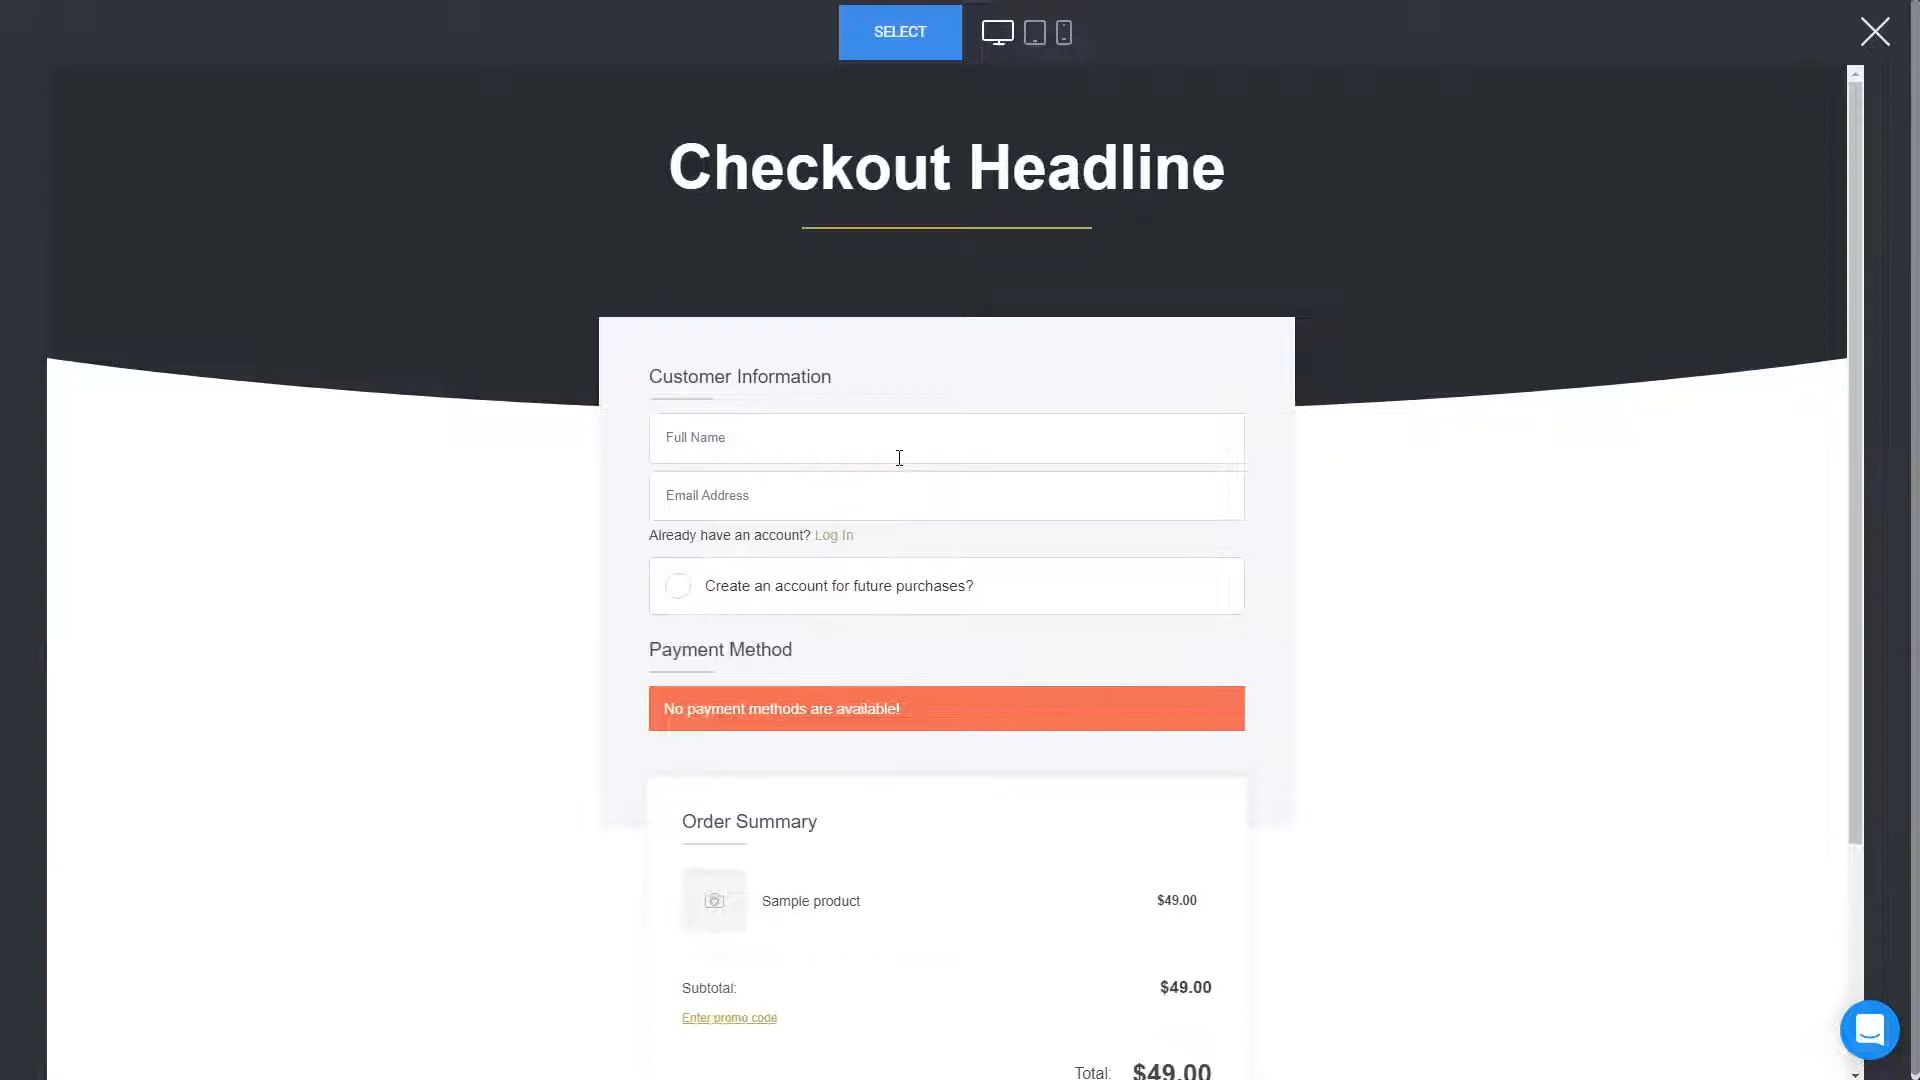 SELECT
Checkout Headline
Customer Information
Full Name
Email Address
Already have an account? Log In
Create an account for future purchases?
Payment Method
No payment methods are available!
Order Summary
Sample product $49.00
Subtotal: $49.00
Enter promo code
Total: $49.00